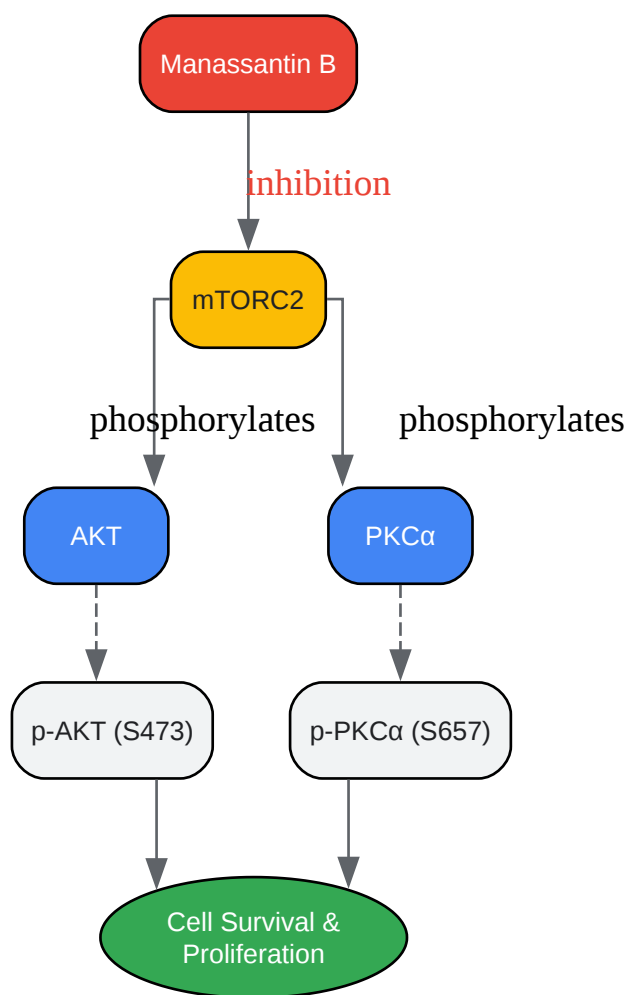 Manassantin B
inhibition
mTORC2
phosphorylates
phosphorylates
AKT
PKCα
p-AKT (S473)
p-PKCα (S657)
Cell Survival &
Proliferation